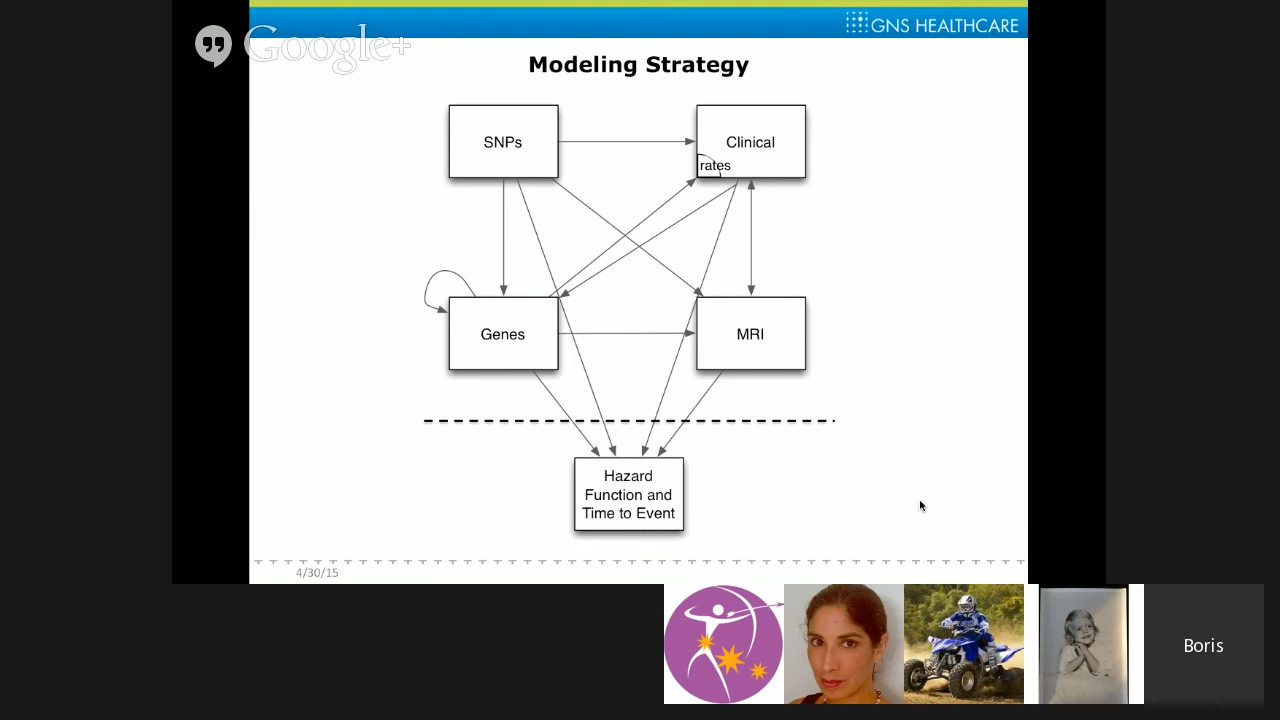 GNS HEALTHCARE
Google+
Modeling Strategy
SNPs
Clinical
rates
Genes
MRI
Hazard
Function and
Time to Event
4/30/15
Boris